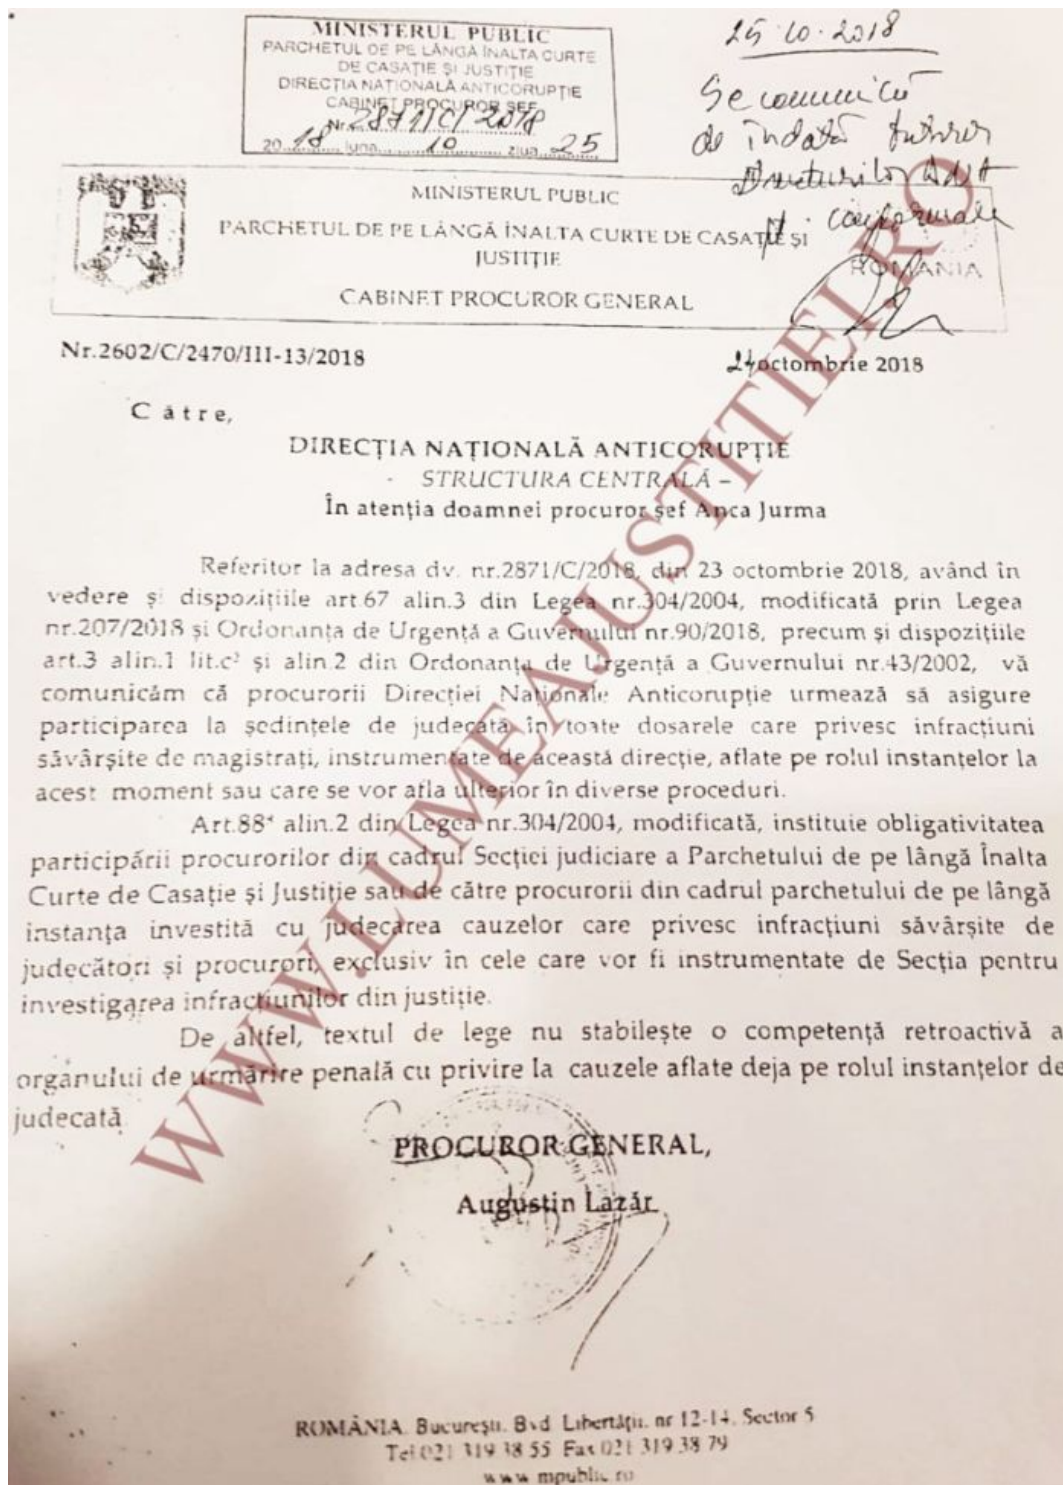 MINISTERUL PUBLIC
PARCHETUL DE PE LÂNGĂ ÎNALTA CURTE
DE CASAȚIE ȘI JUSTIȚIE
DIRECȚIA NAȚIONALĂ ANTICORUPȚIE
CABINET PROCUROR ȘEF
Nr. 2871/C/2018
2018 luna 10 ziua 25
25.10.2018
Se comunică
de îndată tuturor
structurilor DNA
conformare
MINISTERUL PUBLIC
PARCHETUL DE PE LÂNGĂ ÎNALTA CURTE DE CASAȚIE ȘI
JUSTIȚIE
CABINET PROCUROR GENERAL
ROMANIA
Nr.2602/C/2470/III-13/2018
24 octombrie 2018
Către,
DIRECȚIA NAȚIONALĂ ANTICORUPȚIE
- STRUCTURA CENTRALĂ –
În atenția doamnei procuror șef Anca Jurma
Referitor la adresa dv. nr.2871/C/2018, din 23 octombrie 2018, având în
vedere și dispozițiile art.67 alin.3 din Legea nr.304/2004, modificată prin Legea
nr.207/2018 și Ordonanța de Urgență a Guvernului nr.90/2018, precum și dispozițiile
art.3 alin.1 lit.c² și alin.2 din Ordonanța de Urgență a Guvernului nr.43/2002, vă
comunicăm că procurorii Direcției Naționale Anticorupție urmează să asigure
participarea la ședințele de judecată în toate dosarele care privesc infracțiuni
săvârșite de magistrați, instrumentate de această direcție, aflate pe rolul instanțelor la
acest moment sau care se vor afla ulterior în diverse proceduri.
Art.88⁴ alin.2 din Legea nr.304/2004, modificată, instituie obligativitatea
participării procurorilor din cadrul Secției judiciare a Parchetului de pe lângă Înalta
Curte de Casație și Justiție sau de către procurorii din cadrul parchetului de pe lângă
instanța investită cu judecarea cauzelor care privesc infracțiuni săvârșite de
judecători și procurori, exclusiv în cele care vor fi instrumentate de Secția pentru
investigarea infracțiunilor din justiție.
De altfel, textul de lege nu stabilește o competență retroactivă a
organului de urmărire penală cu privire la cauzele aflate deja pe rolul instanțelor de
judecată.
PROCUROR GENERAL,
Augustin Lazăr
ROMÂNIA, București, Bvd. Libertății, nr 12-14, Sector 5
Tel 021 319 38 55 Fax 021 319 38 79
www.mpublic.ro
WWW.LUMEAJUSTITIEI.RO